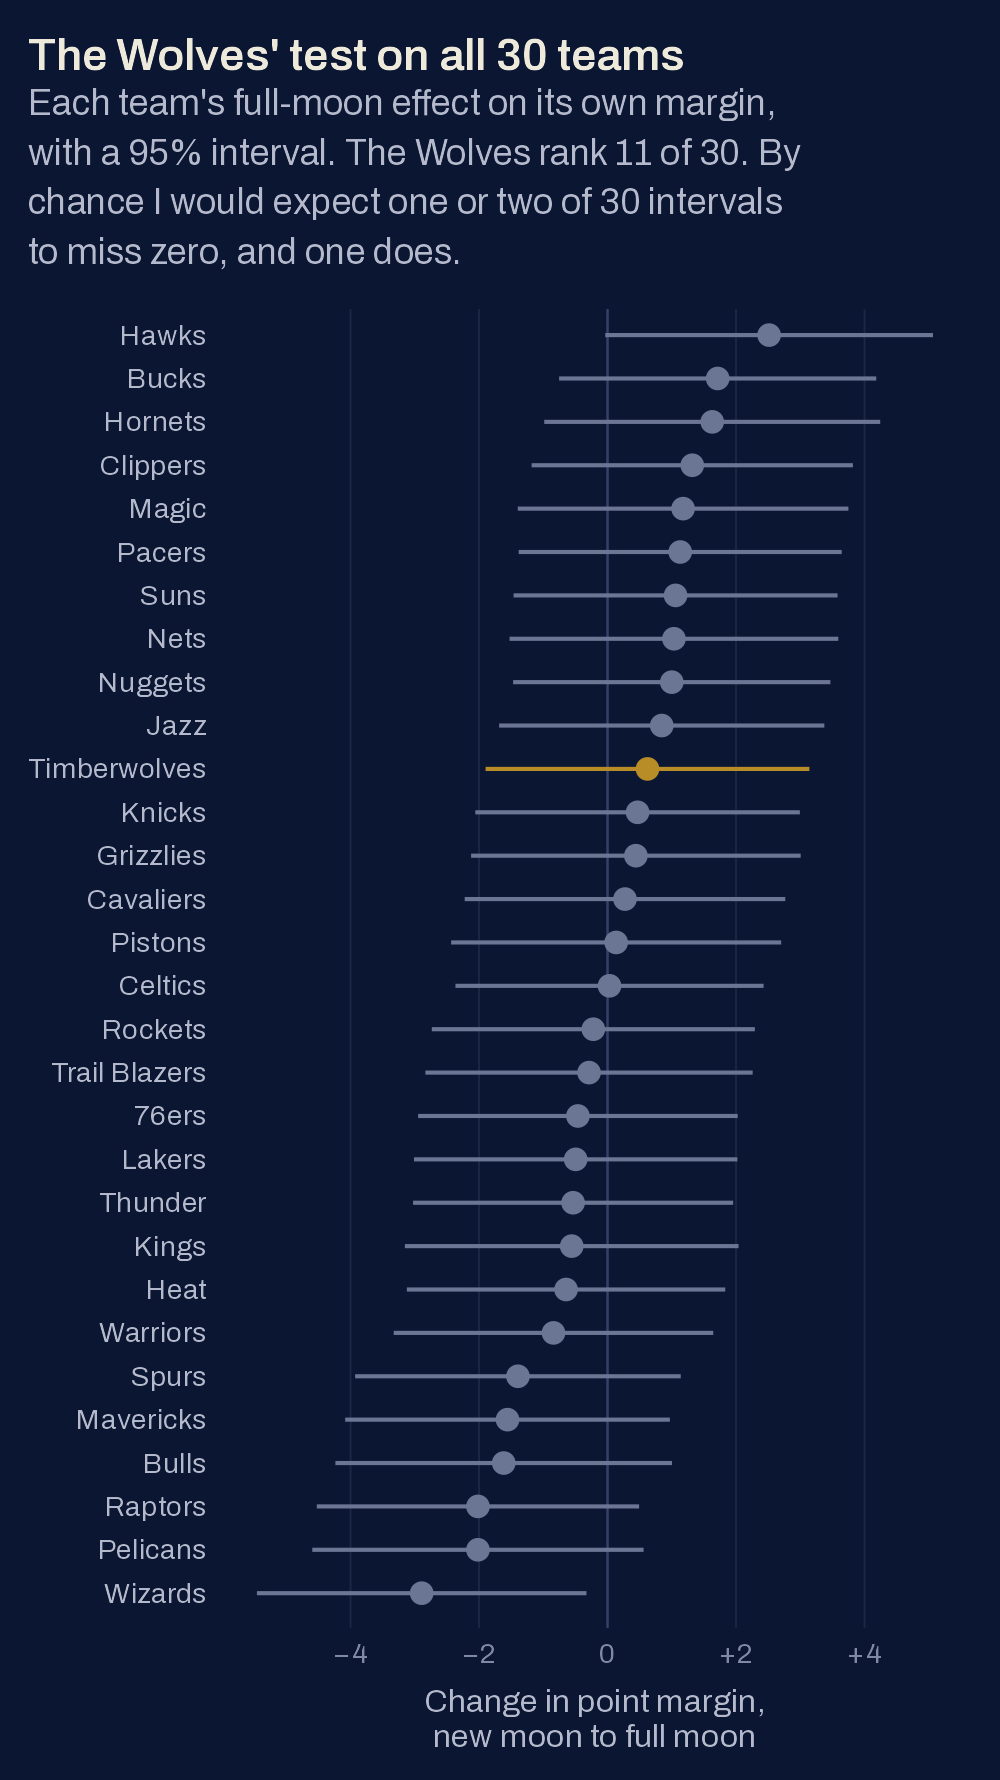 The Wolves' test on all 30 teams
Each team's full-moon effect on its own margin,
with a 95% interval. The Wolves rank 11 of 30. By
chance I would expect one or two of 30 intervals
to miss zero, and one does.
Hawks
Bucks
Hornets
Clippers
Magic
Pacers
Suns
Nets
Nuggets
Jazz
Timberwolves
Knicks
Grizzlies
Cavaliers
Pistons
Celtics
Rockets
Trail Blazers
76ers
Lakers
Thunder
Kings
Heat
Warriors
Spurs
Mavericks
Bulls
Raptors
Pelicans
Wizards
−4 −2 0 +2 +4
Change in point margin,
new moon to full moon